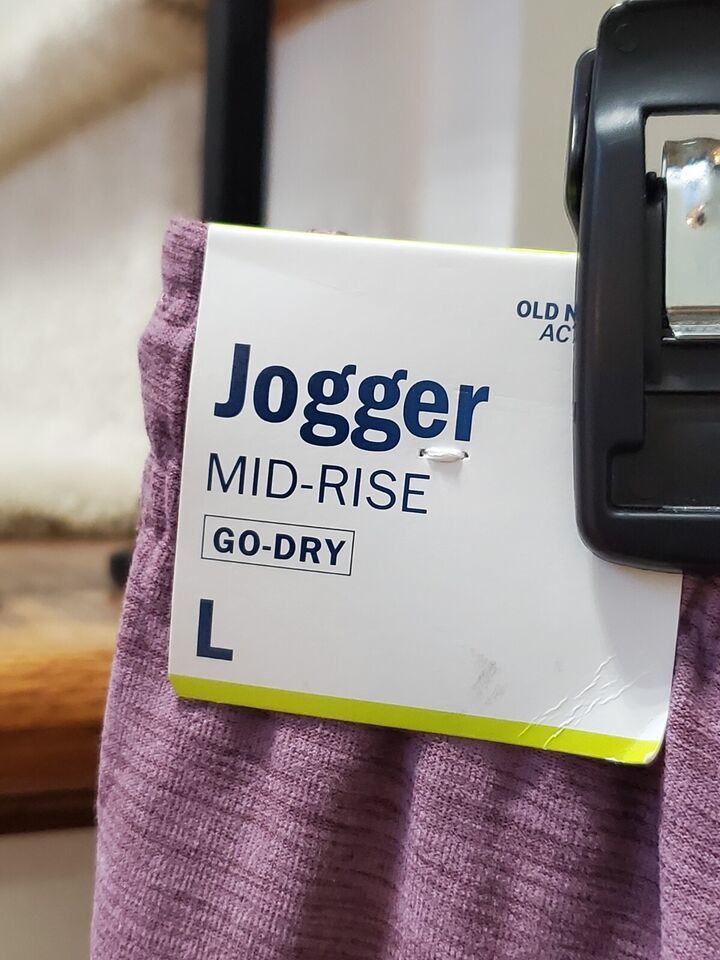 OLD
Jogger
MID-RISE
GO-DRY
L